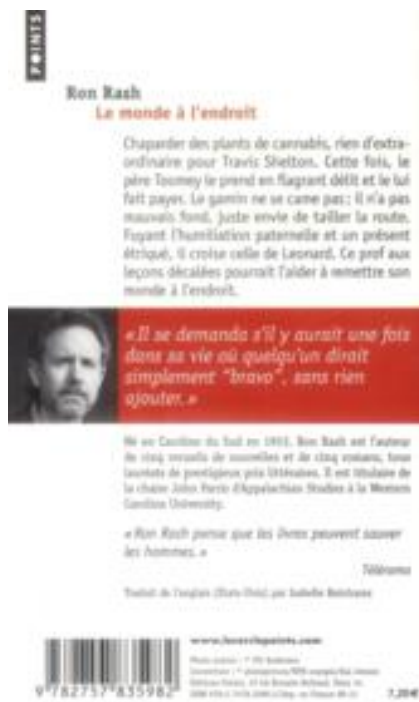 POINTS
Ron Rash
Le monde à l'endroit
Chaparder des plants de cannabis, rien d'extra-
ordinaire pour Travis Shelton. Cette fois, le
père Toomey le prend en flagrant délit et le lui
fait payer. Le gamin ne se came pas ; il n'a pas
mauvais fond, juste envie de tailler la route.
Fuyant l'humiliation paternelle et un présent
étriqué, il croise celle de Leonard. Ce prof aux
leçons décalées pourrait l'aider à remettre son
monde à l'endroit.
« Il se demanda s'il y aurait une fois
dans sa vie où quelqu'un dirait
simplement "bravo", sans rien
ajouter. »
Né en Caroline du Sud en 1953, Ron Rash est l'auteur
de cinq recueils de nouvelles et de cinq romans, tous
lauréats de prestigieux prix littéraires. Il est titulaire de
la chaire John Parris d'Appalachian Studies à la Western
Carolina University.
« Ron Rash pense que les livres peuvent sauver
les hommes. »
Télérama
Traduit de l'anglais (États-Unis) par Isabelle Reinharez
www.lecerclepoints.com
9 782757 835982
7,20€